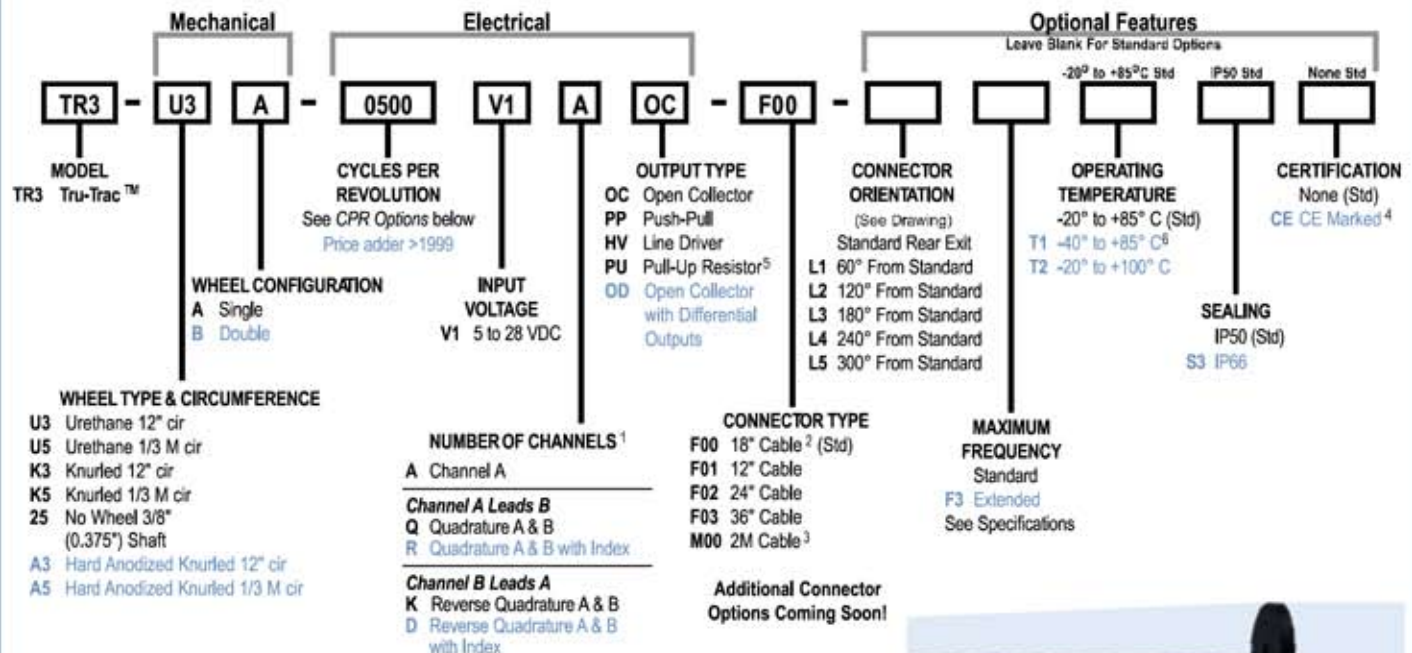 Mechanical
Electrical
Optional Features
Leave Blank For Standard Options
-20° to +85°C Std
IP50 Std
None Std
TR3 - U3 A - 0500 V1 A OC - F00 -
MODEL
TR3 Tru-Trac ™
WHEEL TYPE & CIRCUMFERENCE
U3 Urethane 12" cir
U5 Urethane 1/3 M cir
K3 Knurled 12" cir
K5 Knurled 1/3 M cir
25 No Wheel 3/8"
(0.375") Shaft
A3 Hard Anodized Knurled 12" cir
A5 Hard Anodized Knurled 1/3 M cir
WHEEL CONFIGURATION
A Single
B Double
CYCLES PER
REVOLUTION
See CPR Options below
Price adder >1999
INPUT
VOLTAGE
V1 5 to 28 VDC
NUMBER OF CHANNELS 1
A Channel A
Channel A Leads B
Q Quadrature A & B
R Quadrature A & B with Index
Channel B Leads A
K Reverse Quadrature A & B
D Reverse Quadrature A & B
with Index
OUTPUT TYPE
OC Open Collector
PP Push-Pull
HV Line Driver
PU Pull-Up Resistor5
OD Open Collector
with Differential
Outputs
CONNECTOR TYPE
F00 18" Cable 2 (Std)
F01 12" Cable
F02 24" Cable
F03 36" Cable
M00 2M Cable 3
Additional Connector
Options Coming Soon!
CONNECTOR
ORIENTATION
(See Drawing)
Standard Rear Exit
L1 60° From Standard
L2 120° From Standard
L3 180° From Standard
L4 240° From Standard
L5 300° From Standard
MAXIMUM
FREQUENCY
Standard
F3 Extended
See Specifications
OPERATING
TEMPERATURE
-20° to +85° C (Std)
T1 -40° to +85° C6
T2 -20° to +100° C
SEALING
IP50 (Std)
S3 IP66
CERTIFICATION
None (Std)
CE CE Marked 4